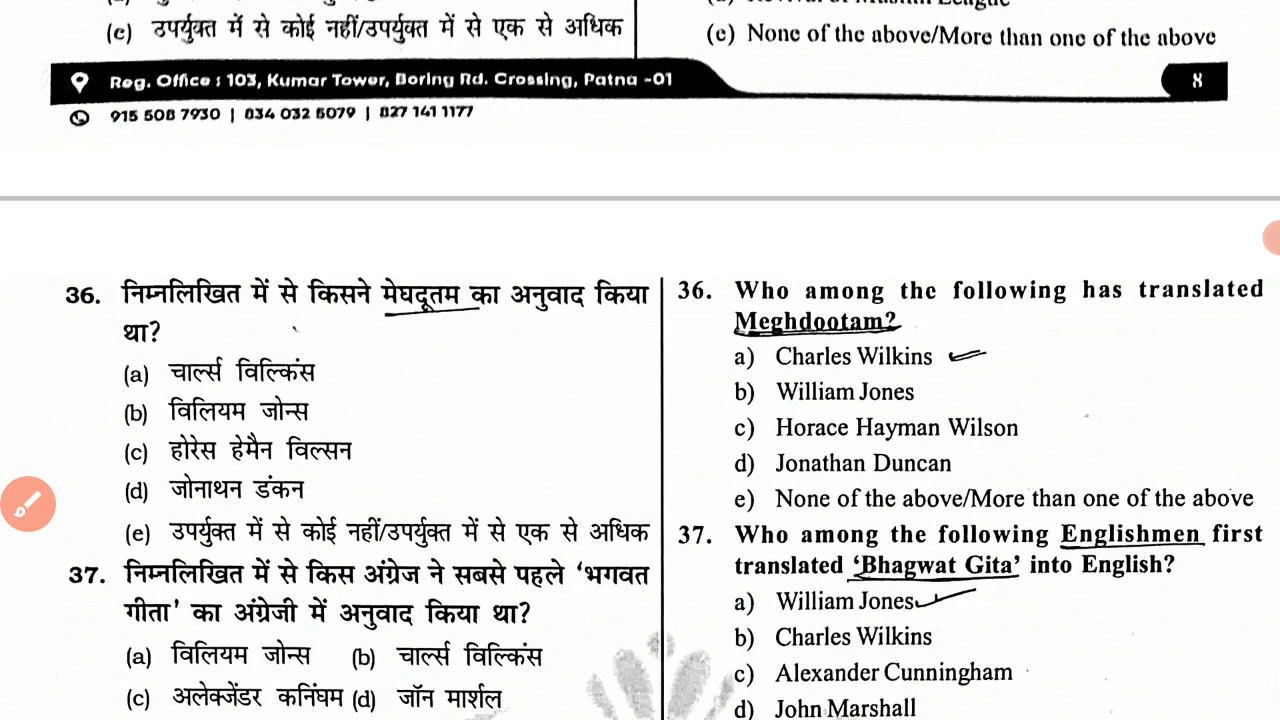 (e) उपर्युक्त में से कोई नहीं/उपर्युक्त में से एक से अधिक
(e) None of the above/More than one of the above
Reg. Office : 103, Kumar Tower, Boring Rd. Crossing, Patna -01
8
915 508 7930 | 834 032 5079 | 827 141 1177
36. निम्नलिखित में से किसने मेघदूतम का अनुवाद किया
था?
(a) चार्ल्स विल्किंस
(b) विलियम जोन्स
(c) होरेस हेमैन विल्सन
(d) जोनाथन डंकन
(e) उपर्युक्त में से कोई नहीं/उपर्युक्त में से एक से अधिक
37. निम्नलिखित में से किस अंग्रेज ने सबसे पहले ‘भगवत
गीता’ का अंग्रेजी में अनुवाद किया था?
(a) विलियम जोन्स (b) चार्ल्स विल्किंस
(c) अलेक्जेंडर कनिंघम (d) जॉन मार्शल
36. Who among the following has translated
Meghdootam?
a) Charles Wilkins
b) William Jones
c) Horace Hayman Wilson
d) Jonathan Duncan
e) None of the above/More than one of the above
37. Who among the following Englishmen first
translated ‘Bhagwat Gita’ into English?
a) William Jones
b) Charles Wilkins
c) Alexander Cunningham
d) John Marshall